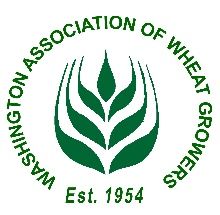 WASHINGTON ASSOCIATION OF WHEAT GROWERS
Est. 1954